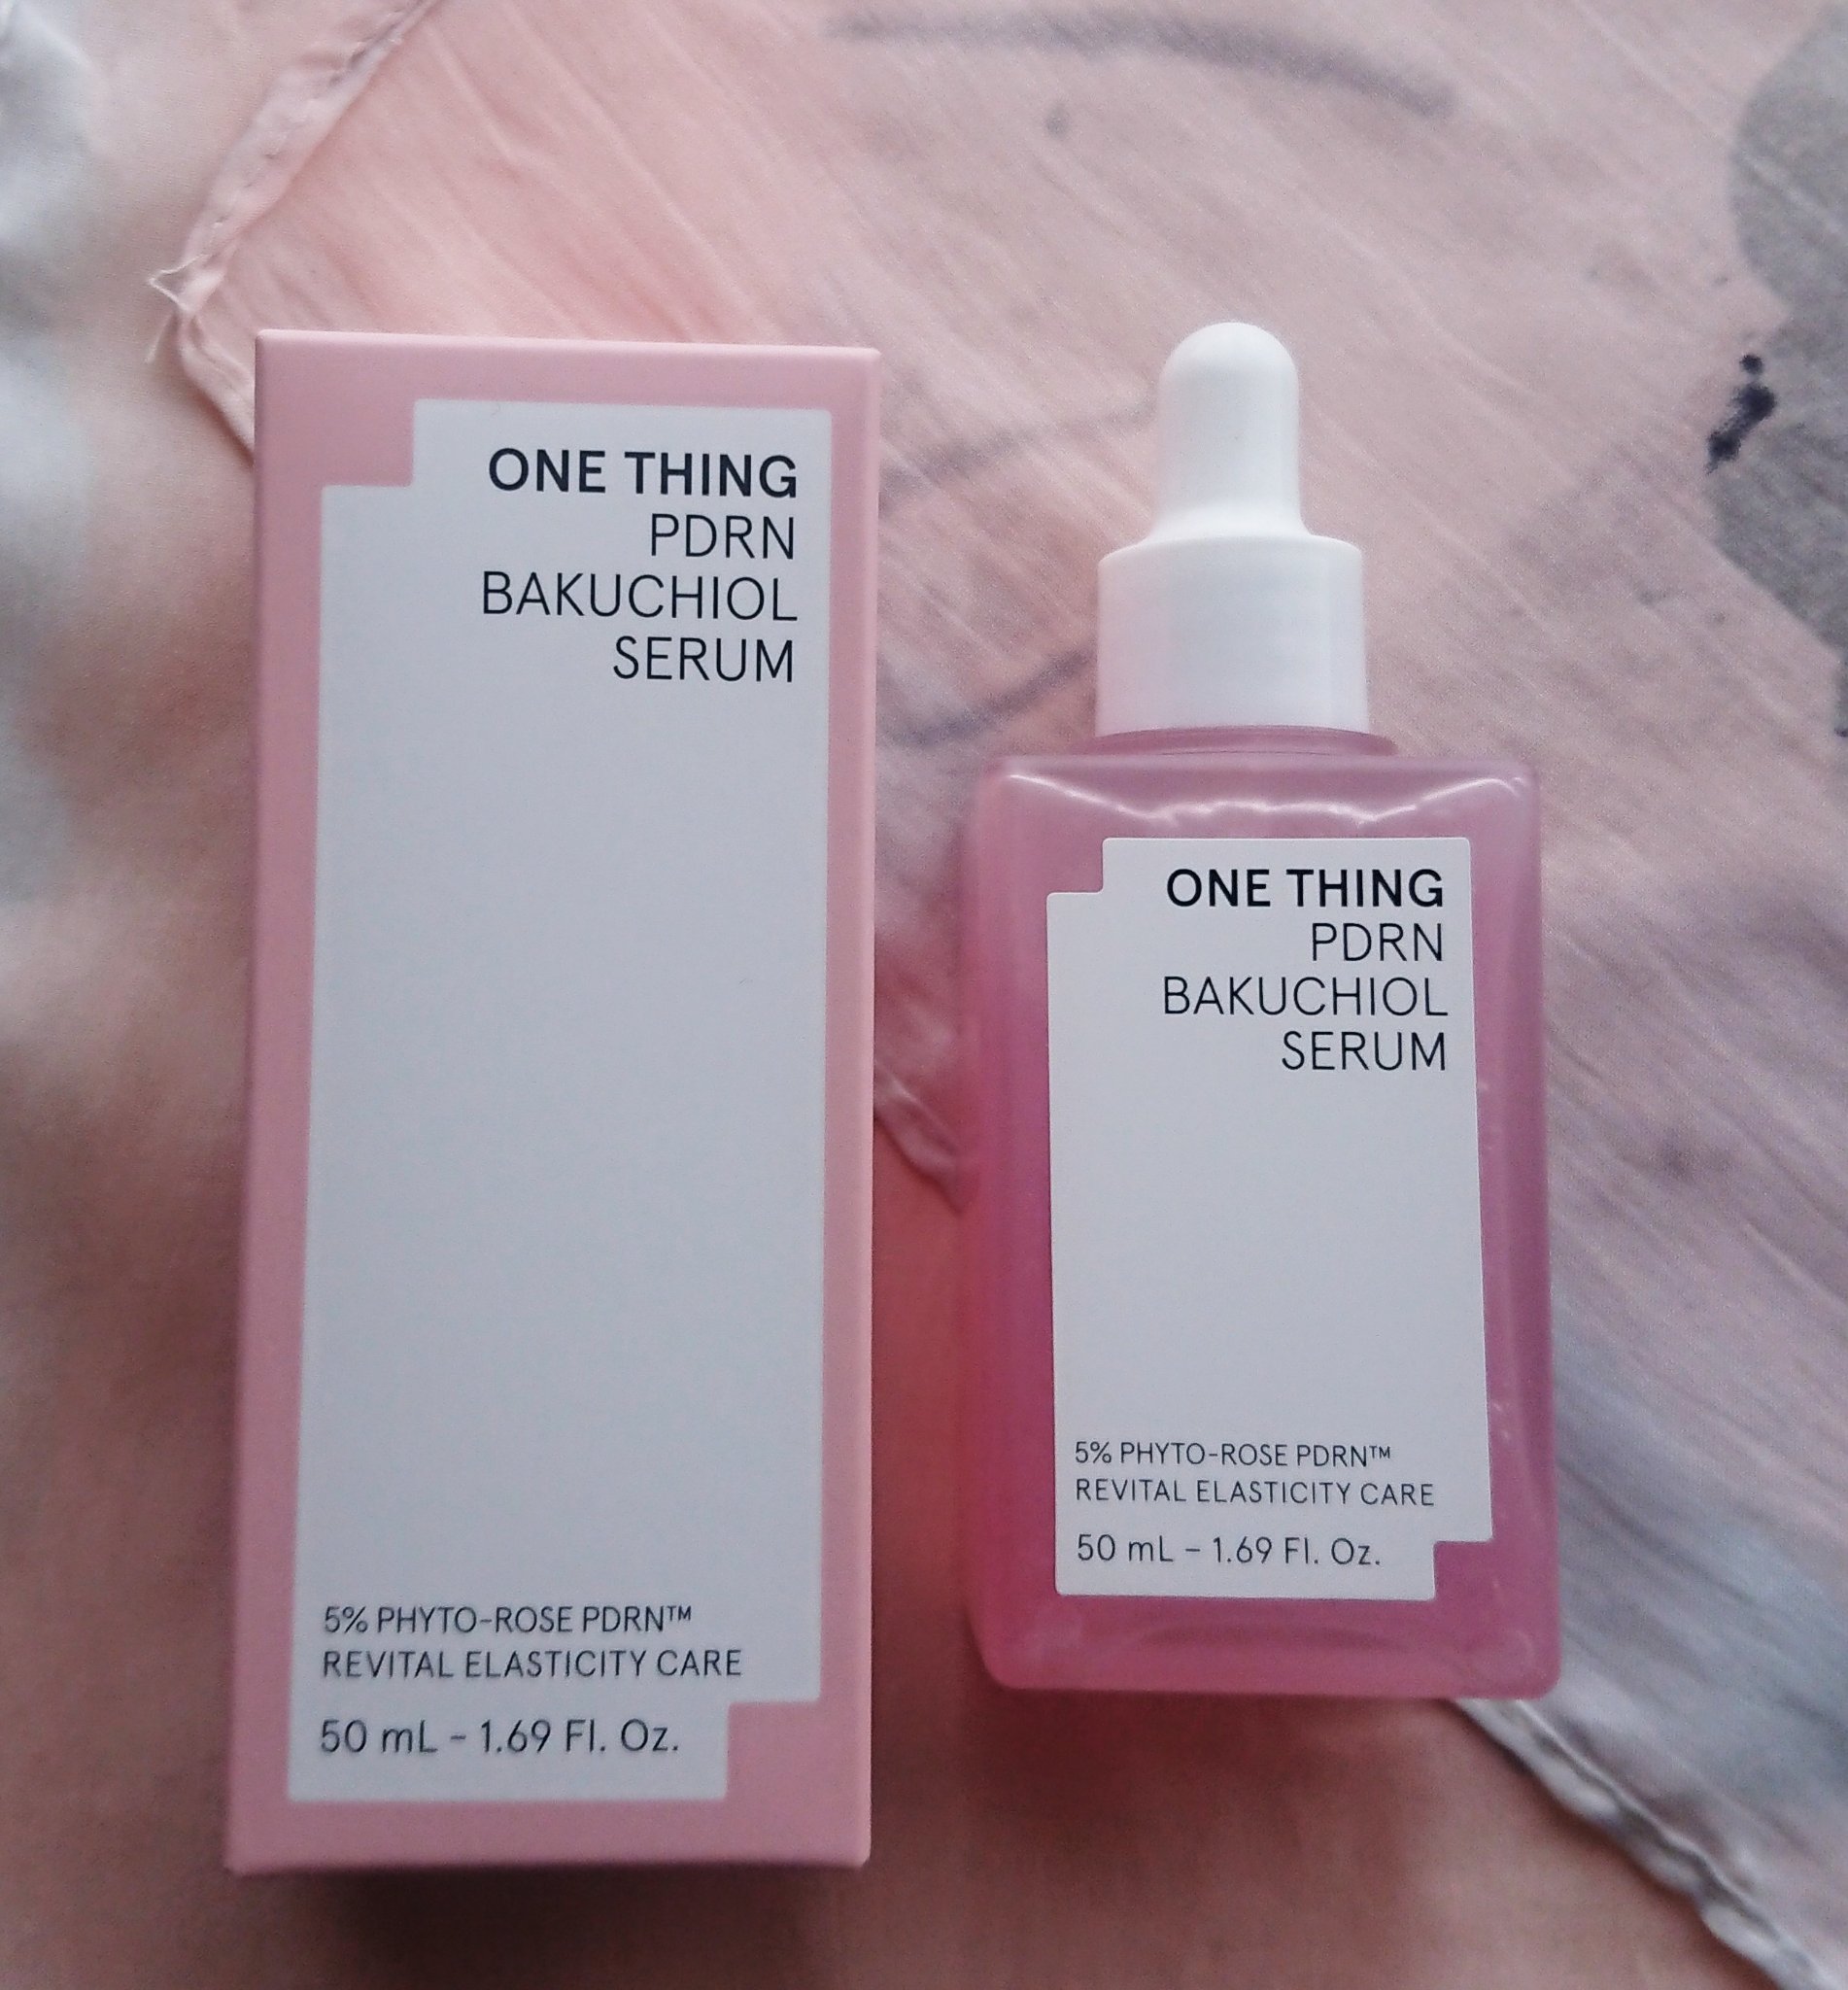 ONE THING
PDRN
BAKUCHIOL
SERUM
5% PHYTO-ROSE PDRN™
REVITAL ELASTICITY CARE
50 mL – 1.69 Fl. Oz.
ONE THING
PDRN
BAKUCHIOL
SERUM
5% PHYTO-ROSE PDRN™
REVITAL ELASTICITY CARE
50 mL – 1.69 Fl. Oz.